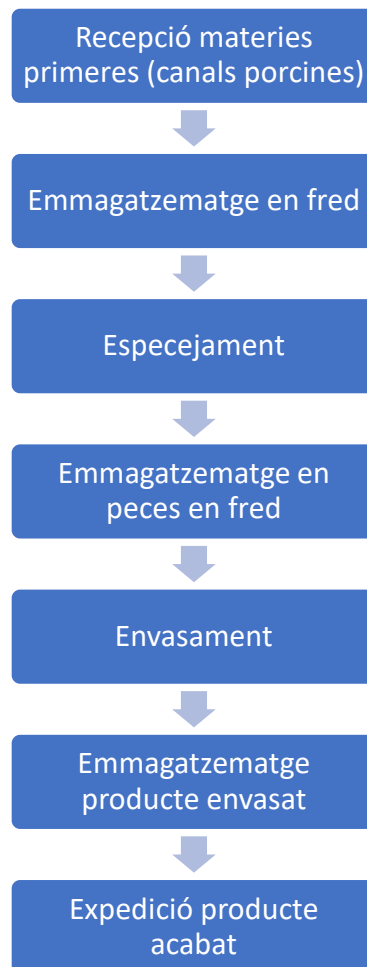 Recepció materies
primeres (canals porcines)
Emmagatzematge en fred
Especejament
Emmagatzematge en
peces en fred
Envasament
Emmagatzematge
producte envasat
Expedició producte
acabat